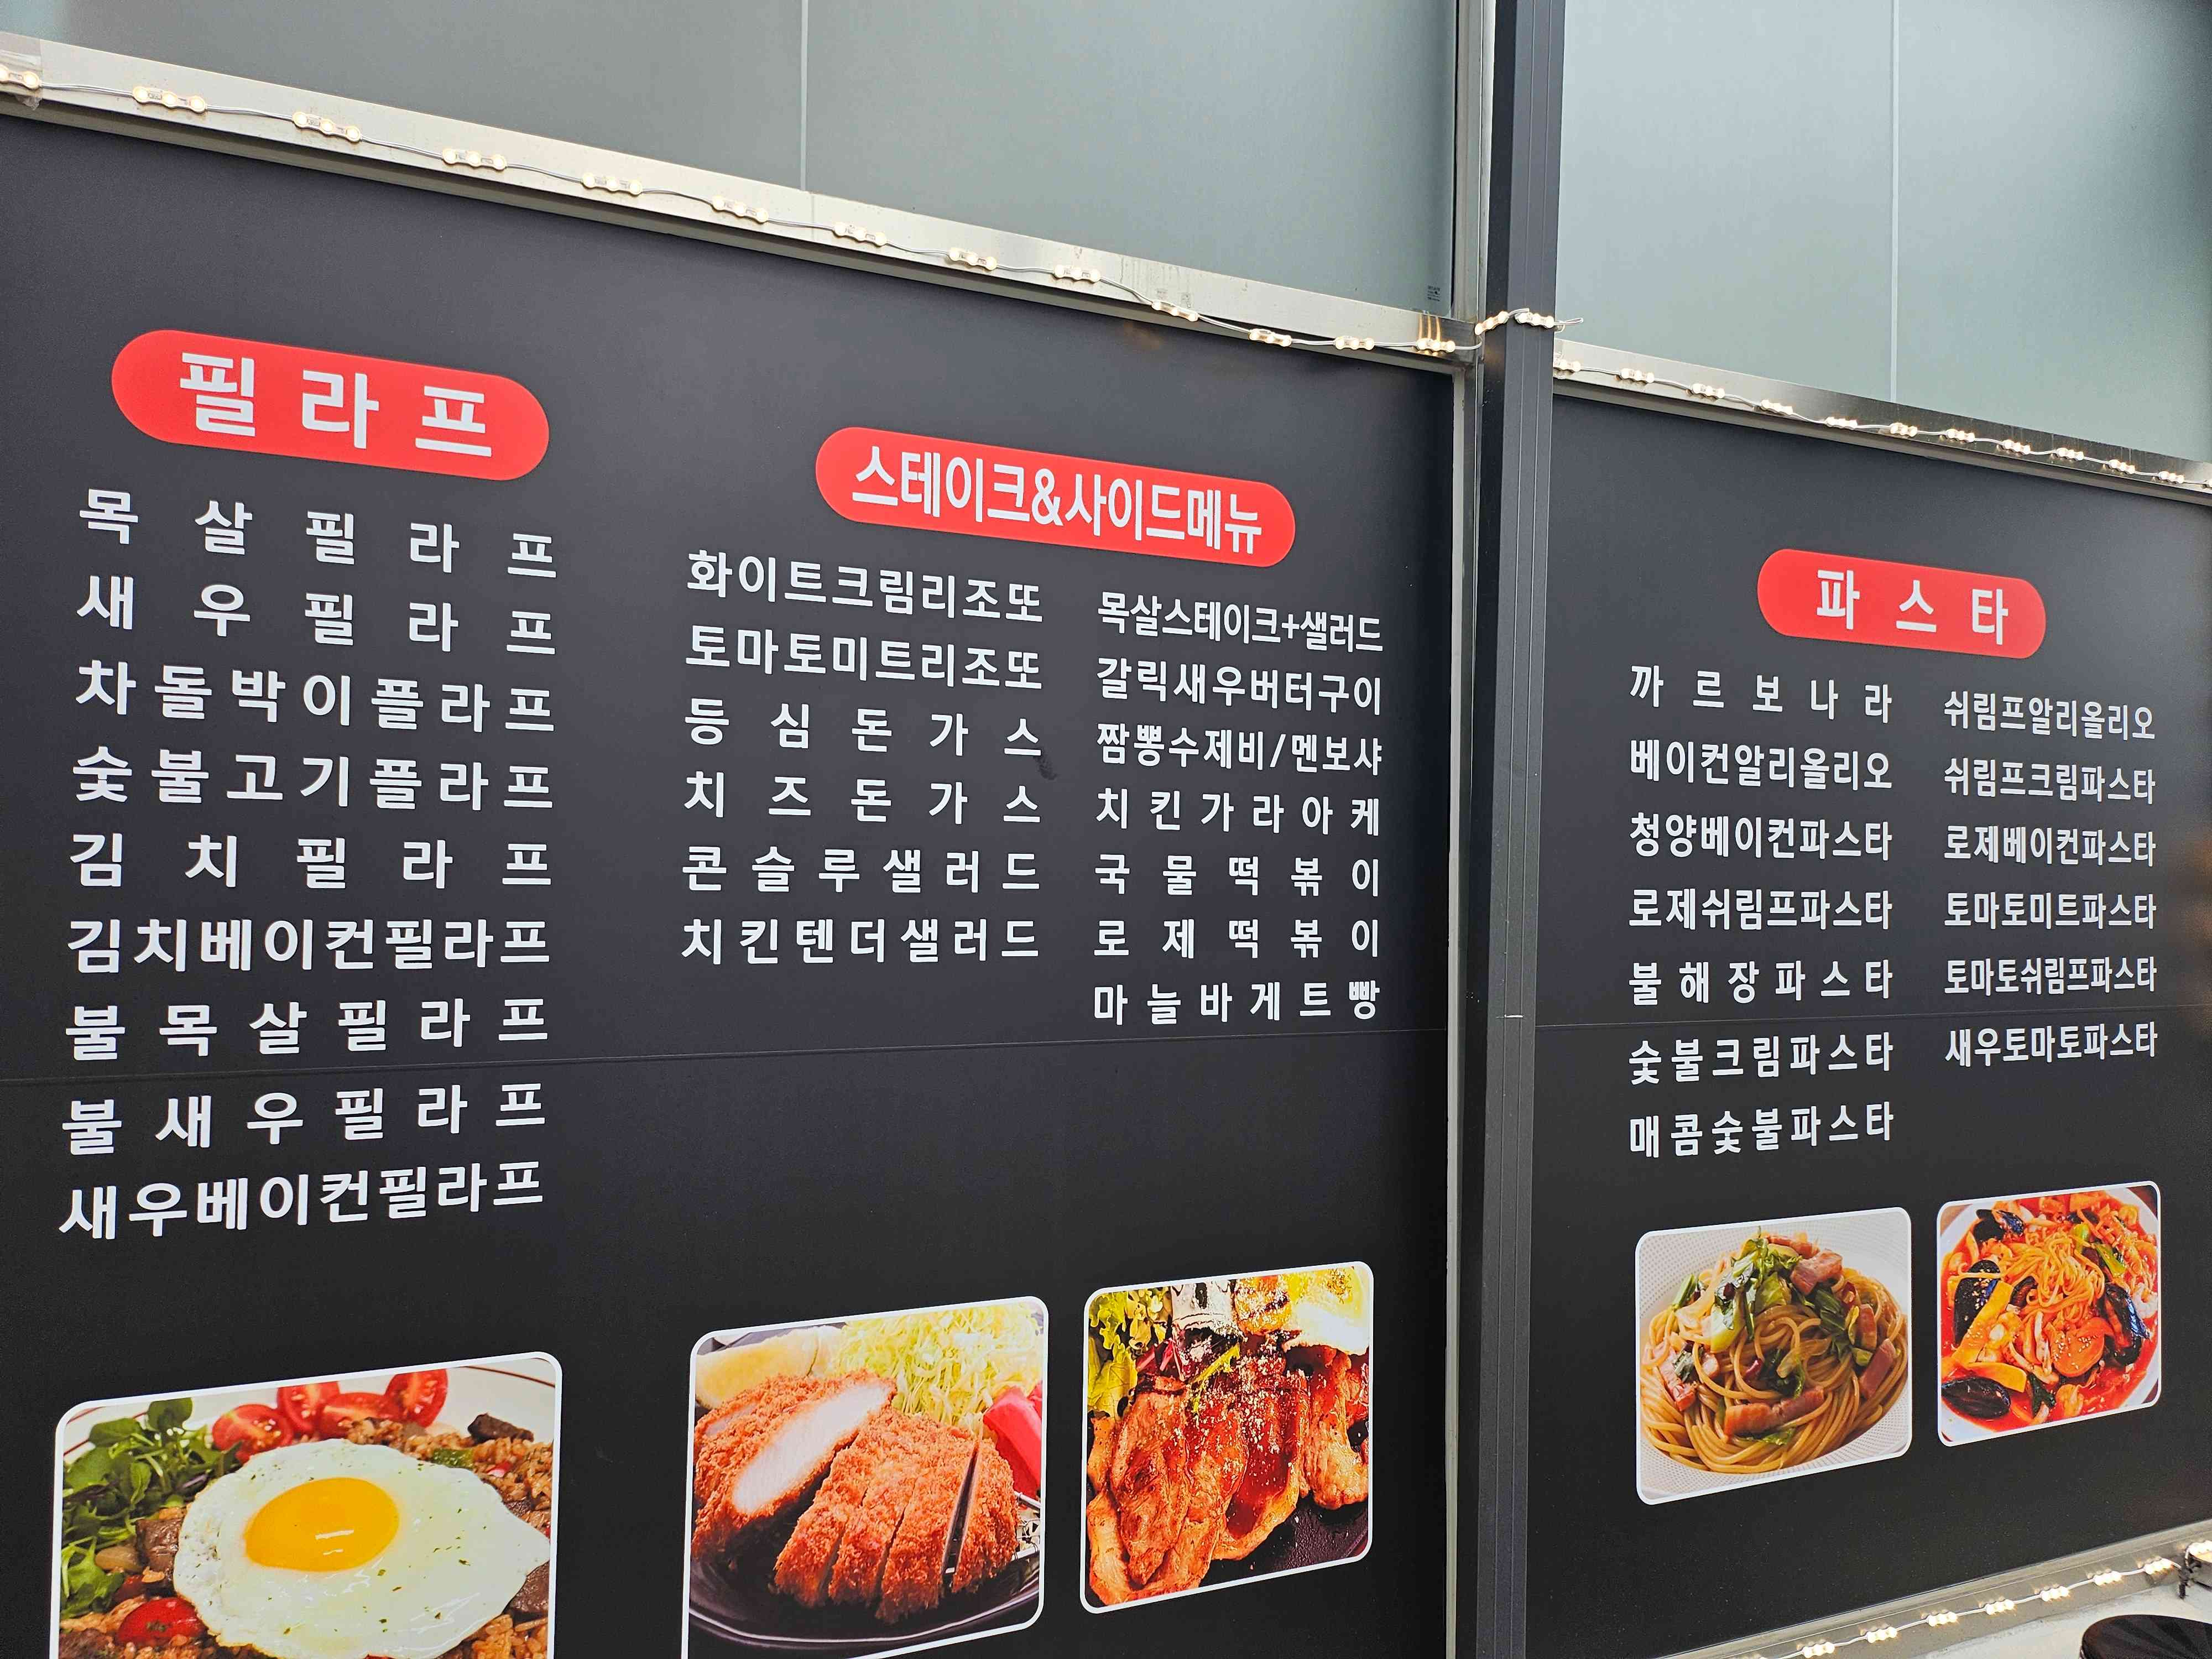 필라프
목살필라프
새우필라프
차돌박이플라프
숯불고기플라프
김치필라프
김치베이컨필라프
불목살필라프
불새우필라프
새우베이컨필라프
스테이크&사이드메뉴
화이트크림리조또
토마토미트리조또
등심돈가스
치즈돈가스
콘슬루샐러드
치킨텐더샐러드
목살스테이크+샐러드
갈릭새우버터구이
짬뽕수제비/멘보샤
치킨가라아케
국물떡볶이
로제떡볶이
마늘바게트빵
파스타
까르보나라
베이컨알리올리오
청양베이컨파스타
로제쉬림프파스타
불해장파스타
숯불크림파스타
매콤숯불파스타
쉬림프알리올리오
쉬림프크림파스타
로제베이컨파스타
토마토미트파스타
토마토쉬림프파스타
새우토마토파스타